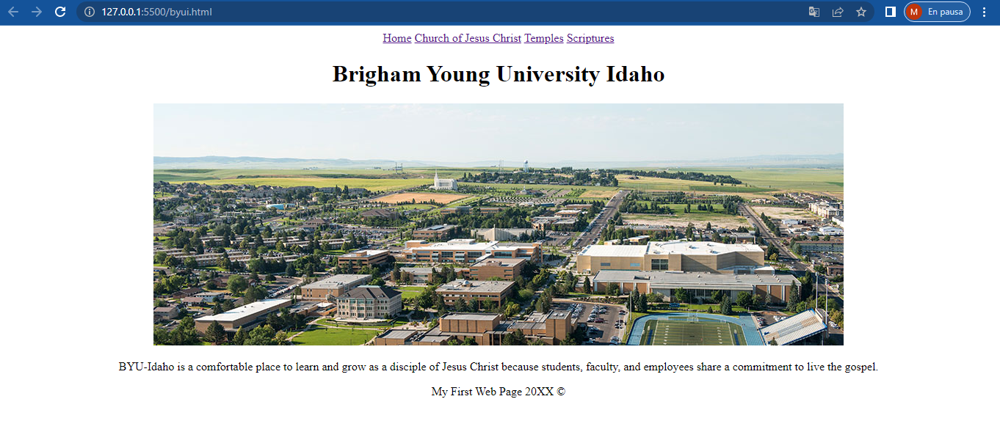 127.0.0.1:5500/byui.html
M En pausa
Home Church of Jesus Christ Temples Scriptures
Brigham Young University Idaho
BYU-Idaho is a comfortable place to learn and grow as a disciple of Jesus Christ because students, faculty, and employees share a commitment to live the gospel.
My First Web Page 20XX ©